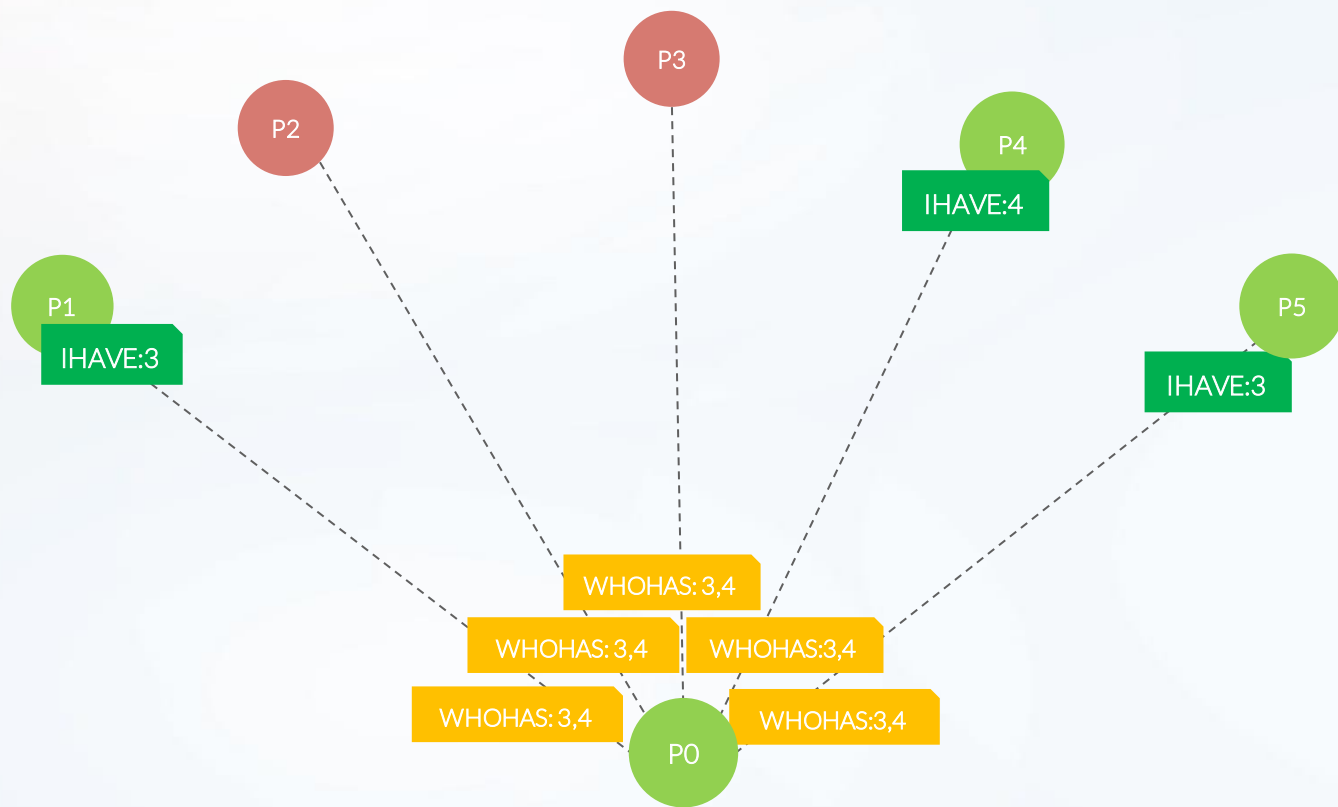 P3
P2
P4
IHAVE:4
P1
IHAVE:3
P5
IHAVE:3
WHOHAS: 3,4
WHOHAS: 3,4
WHOHAS:3,4
WHOHAS: 3,4
WHOHAS:3,4
P0